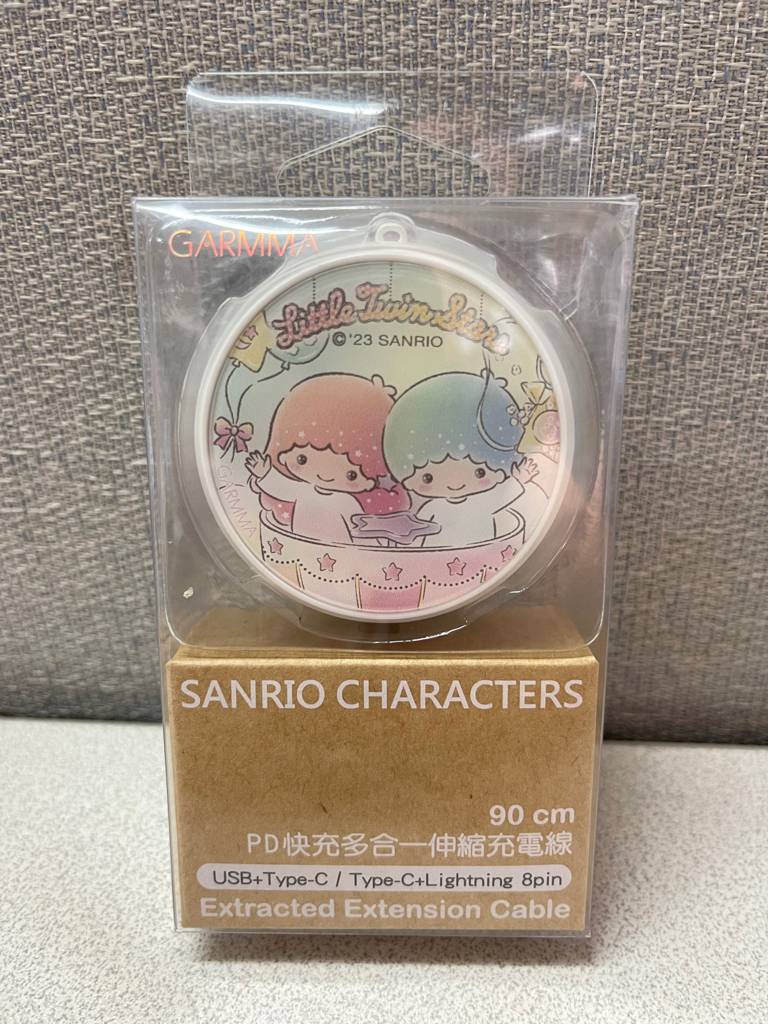 GARMMA
Little Twin Stars
©'23 SANRIO
GARMMA
SANRIO CHARACTERS
90 cm
PD快充多合一伸縮充電線
USB+Type-C / Type-C+Lightning 8pin
Extracted Extension Cable